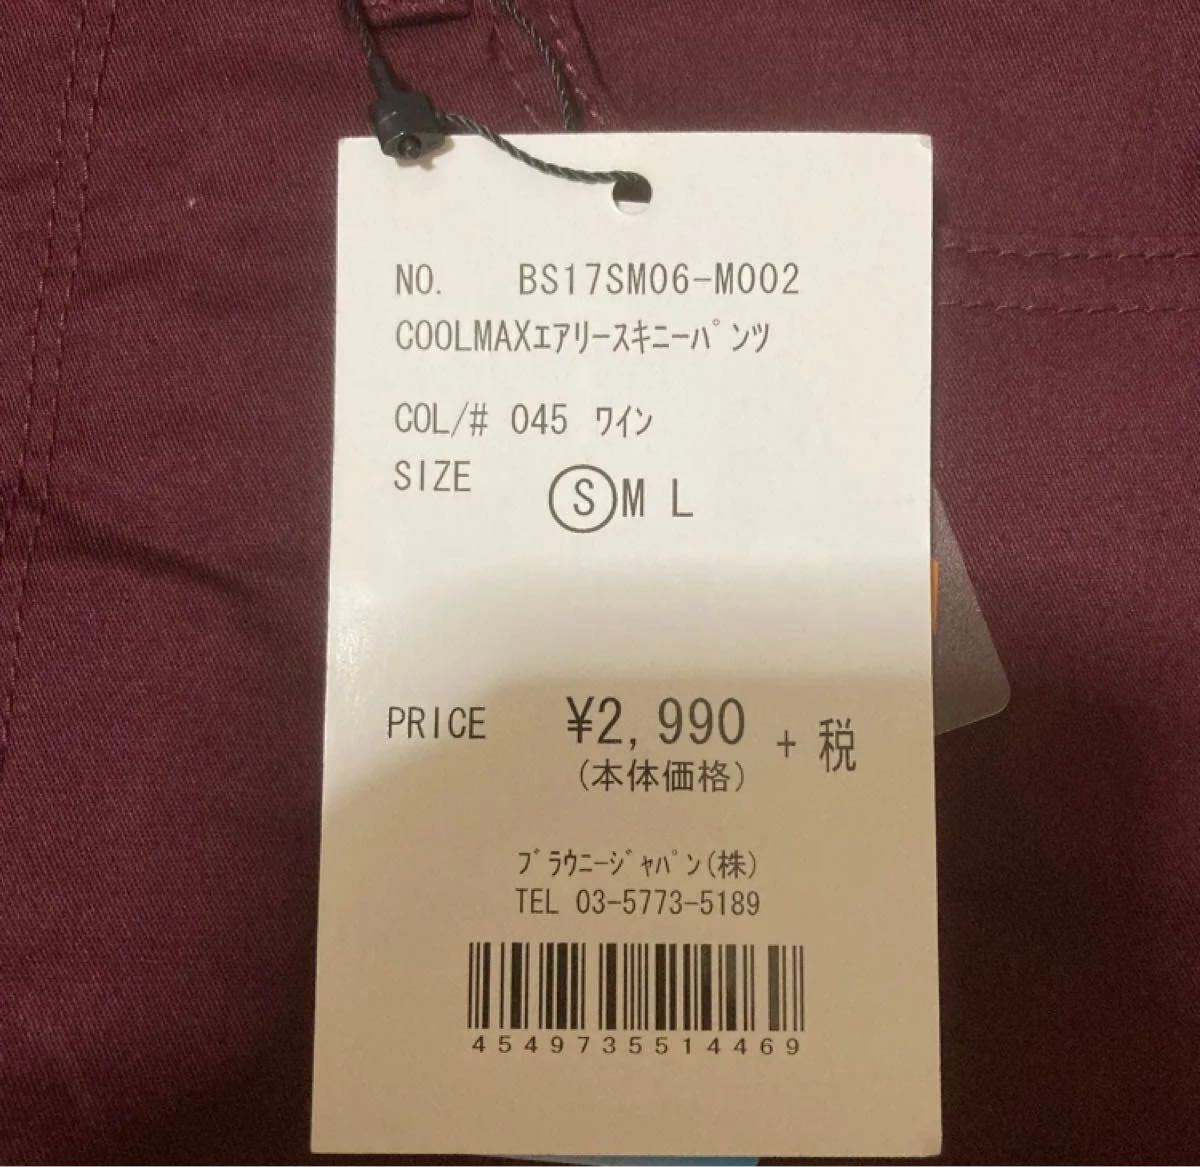 NO. BS17SM06-M002
COOLMAXｴｱﾘｰｽｷﾆｰﾊﾟﾝﾂ
COL/# 045 ﾜｲﾝ
SIZE Ⓢ M L
PRICE ¥2,990 + 税
(本体価格)
ﾌﾞﾗｳﾆｰｼﾞｬﾊﾟﾝ(株)
TEL 03-5773-5189
4549735514469